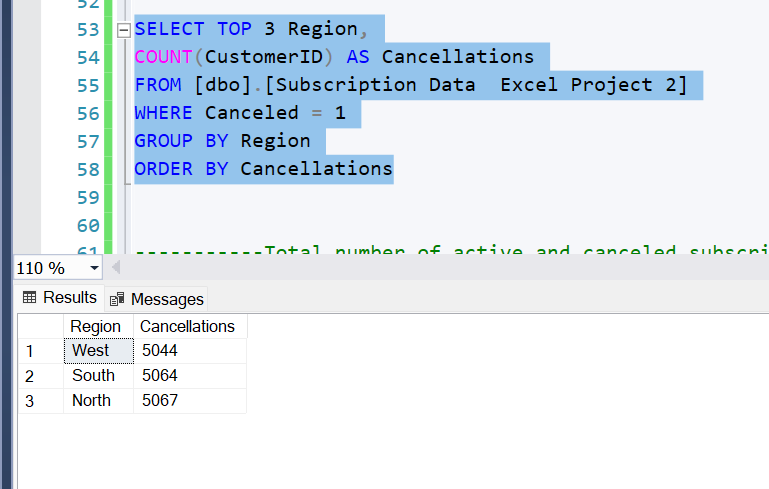 52
53 SELECT TOP 3 Region,
54 COUNT(CustomerID) AS Cancellations
55 FROM [dbo].[Subscription Data  Excel Project 2]
56 WHERE Canceled = 1
57 GROUP BY Region
58 ORDER BY Cancellations
59
60
61 -----------Total number of active and canceled subscri
110 %
Results Messages
Region Cancellations
1 West 5044
2 South 5064
3 North 5067